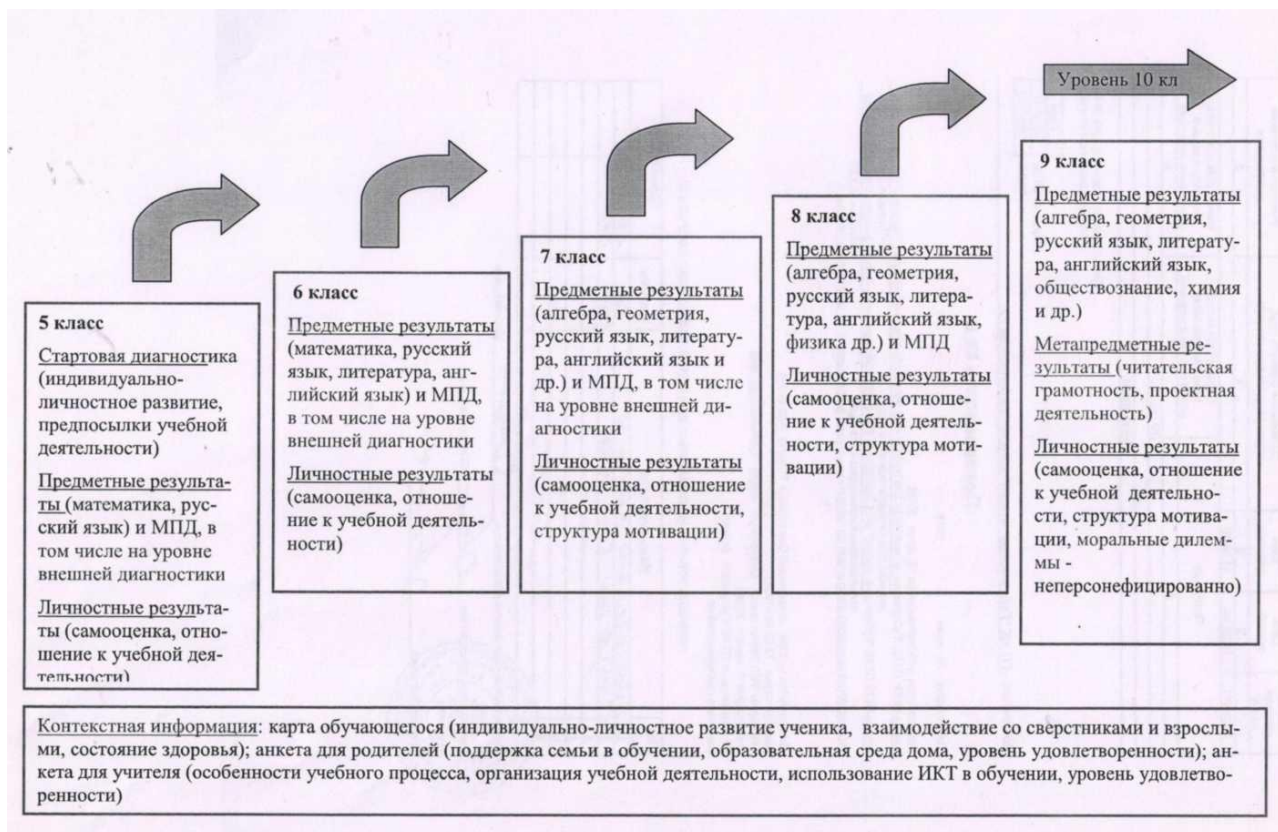 Уровень 10 кл
5 класс
Стартовая диагностика
(индивидуально-
личностное развитие,
предпосылки учебной
деятельности)
Предметные результа-
ты (математика, рус-
ский язык) и МПД, в
том числе на уровне
внешней диагностики
Личностные результа-
ты (самооценка, отно-
шение к учебной дея-
тельности)
6 класс
Предметные результаты
(математика, русский
язык, литература, анг-
лийский язык) и МПД,
в том числе на уровне
внешней диагностики
Личностные результаты
(самооценка, отноше-
ние к учебной деятель-
ности)
7 класс
Предметные результаты
(алгебра, геометрия,
русский язык, литерату-
ра, английский язык и
др.) и МПД, в том числе
на уровне внешней ди-
агностики
Личностные результаты
(самооценка, отношение
к учебной деятельности,
структура мотивации)
8 класс
Предметные результаты
(алгебра, геометрия,
русский язык, литера-
тура, английский язык,
физика др.) и МПД
Личностные результаты
(самооценка, отноше-
ние к учебной деятель-
ности, структура моти-
вации)
9 класс
Предметные результаты
(алгебра, геометрия,
русский язык, литерату-
ра, английский язык,
обществознание, химия
и др.)
Метапредметные ре-
зультаты (читательская
грамотность, проектная
деятельность)
Личностные результаты
(самооценка, отношение
к учебной деятельно-
сти, структура мотива-
ции, моральные дилем-
мы -
неперсонефицированно)
Контекстная информация: карта обучающегося (индивидуально-личностное развитие ученика, взаимодействие со сверстниками и взрослы-
ми, состояние здоровья); анкета для родителей (поддержка семьи в обучении, образовательная среда дома, уровень удовлетворенности); ан-
кета для учителя (особенности учебного процесса, организация учебной деятельности, использование ИКТ в обучении, уровень удовлетво-
ренности)